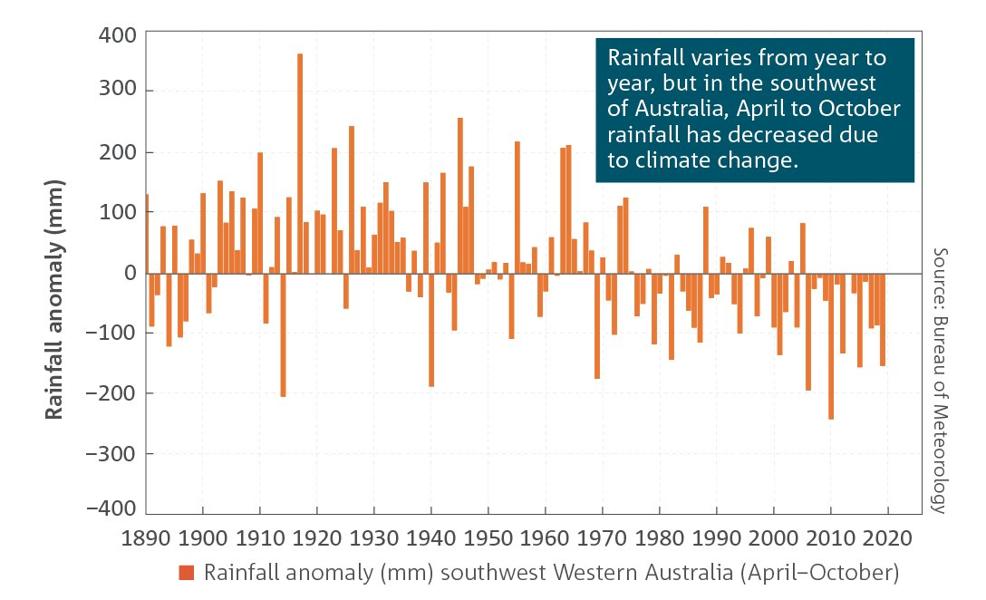 400
300
200
100
0
−100
−200
−300
−400
Rainfall anomaly (mm)
Rainfall varies from year to
year, but in the southwest
of Australia, April to October
rainfall has decreased due
to climate change.
Source: Bureau of Meteorology
1890 1900 1910 1920 1930 1940 1950 1960 1970 1980 1990 2000 2010 2020
Rainfall anomaly (mm) southwest Western Australia (April–October)